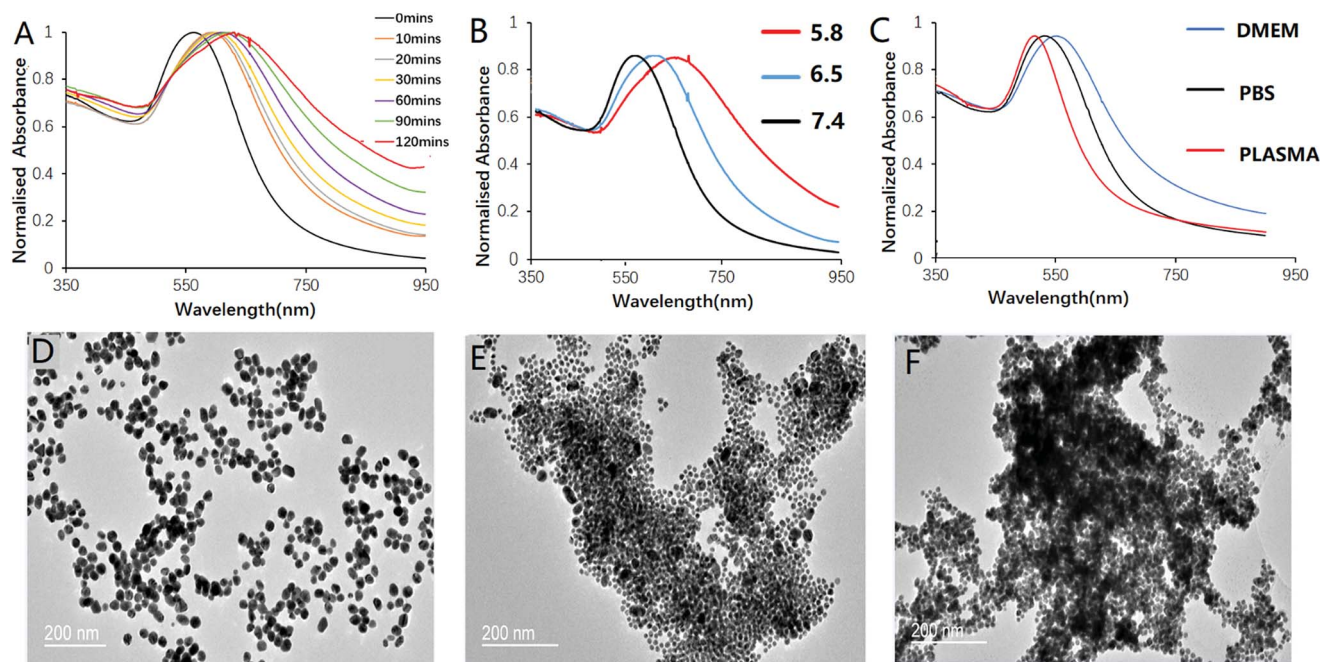 A
Normalised Absorbance
1
0.8
0.6
0.4
0.2
0
350
550
750
950
Wavelength(nm)
0mins
10mins
20mins
30mins
60mins
90mins
120mins
B
Normalised Absorbance
1
0.8
0.6
0.4
0.2
0
350
550
750
950
Wavelength(nm)
5.8
6.5
7.4
C
Normalized Absorbance
1
0.8
0.6
0.4
0.2
0
350
550
750
950
Wavelength(nm)
DMEM
PBS
PLASMA
D
200 nm
E
200 nm
F
200 nm